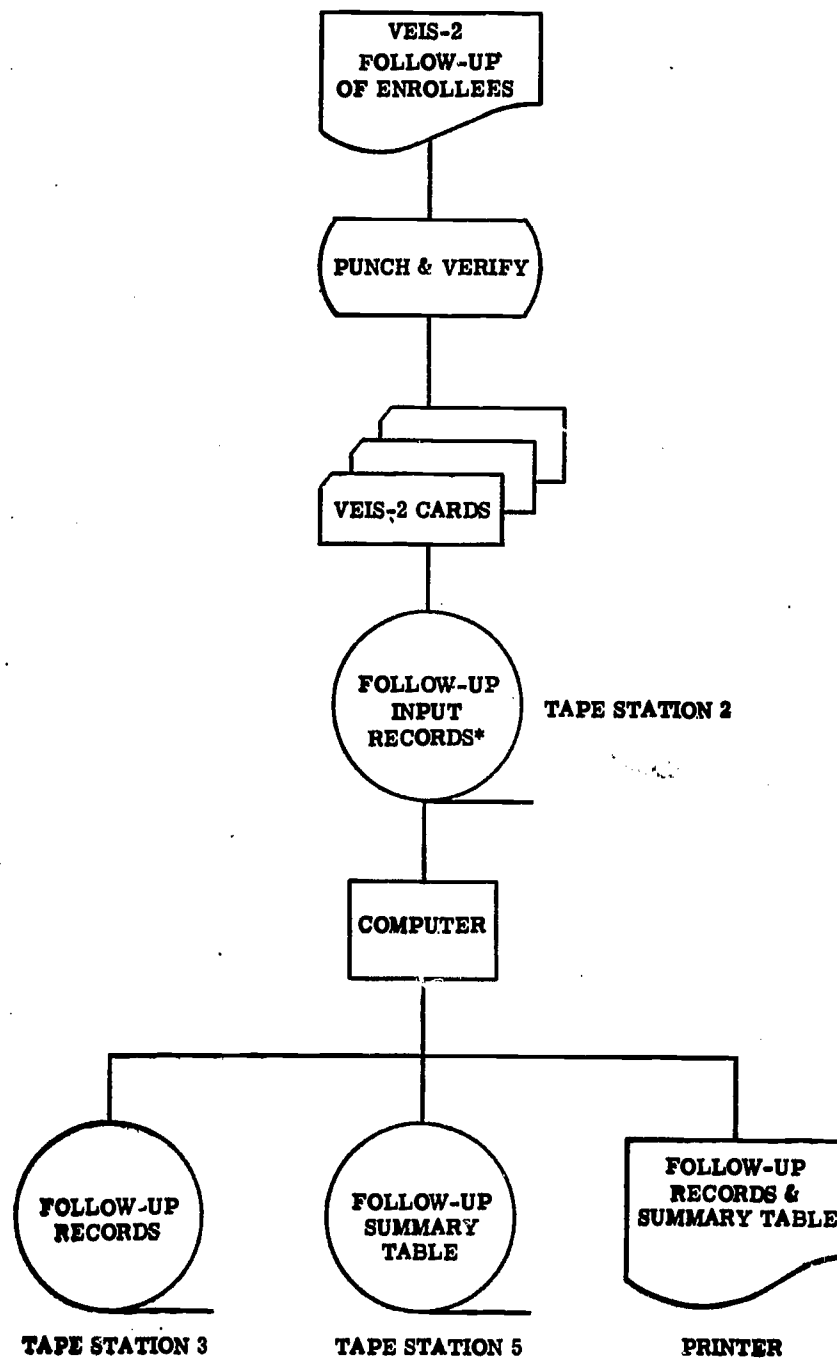 VEIS-2
FOLLOW-UP
OF ENROLLEES
PUNCH & VERIFY
VEIS-2 CARDS
FOLLOW-UP
INPUT
RECORDS*
TAPE STATION 2
COMPUTER
FOLLOW-UP
RECORDS
FOLLOW-UP
SUMMARY
TABLE
FOLLOW-UP
RECORDS &
SUMMARY TABLE
TAPE STATION 3
TAPE STATION 5
PRINTER